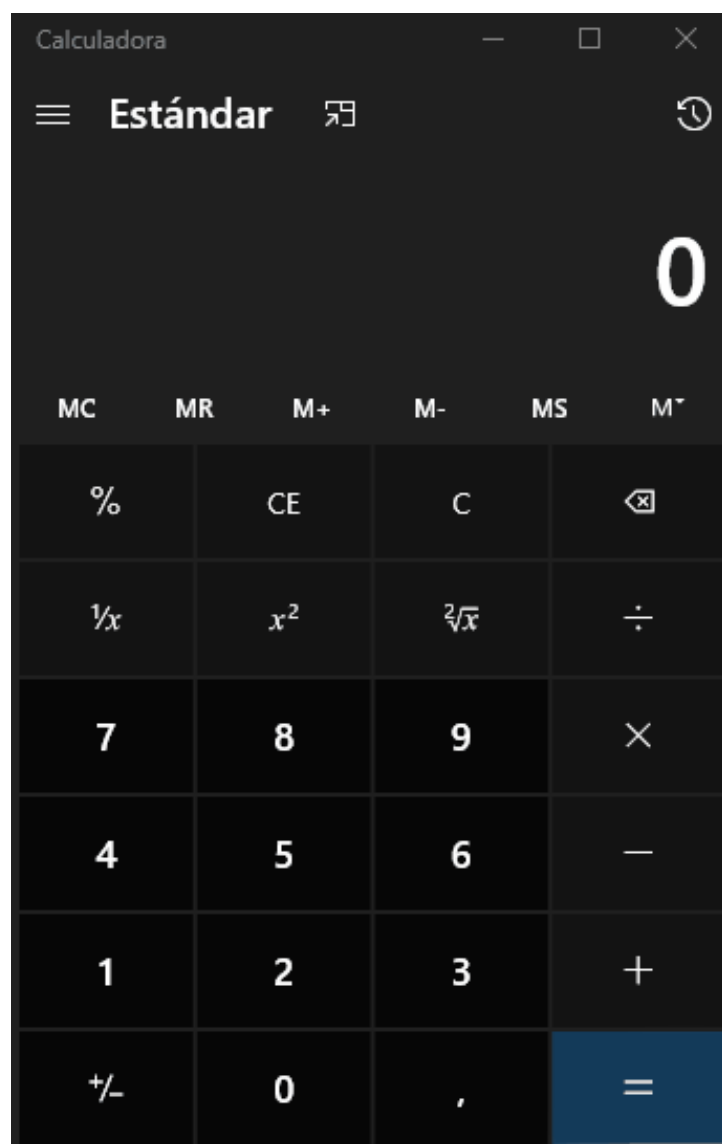 Calculadora
Estándar
0
MC MR M+ M- MS M
% CE C
¹/x x² ²√x ÷
7 8 9 ×
4 5 6 −
1 2 3 +
+/− 0 , =